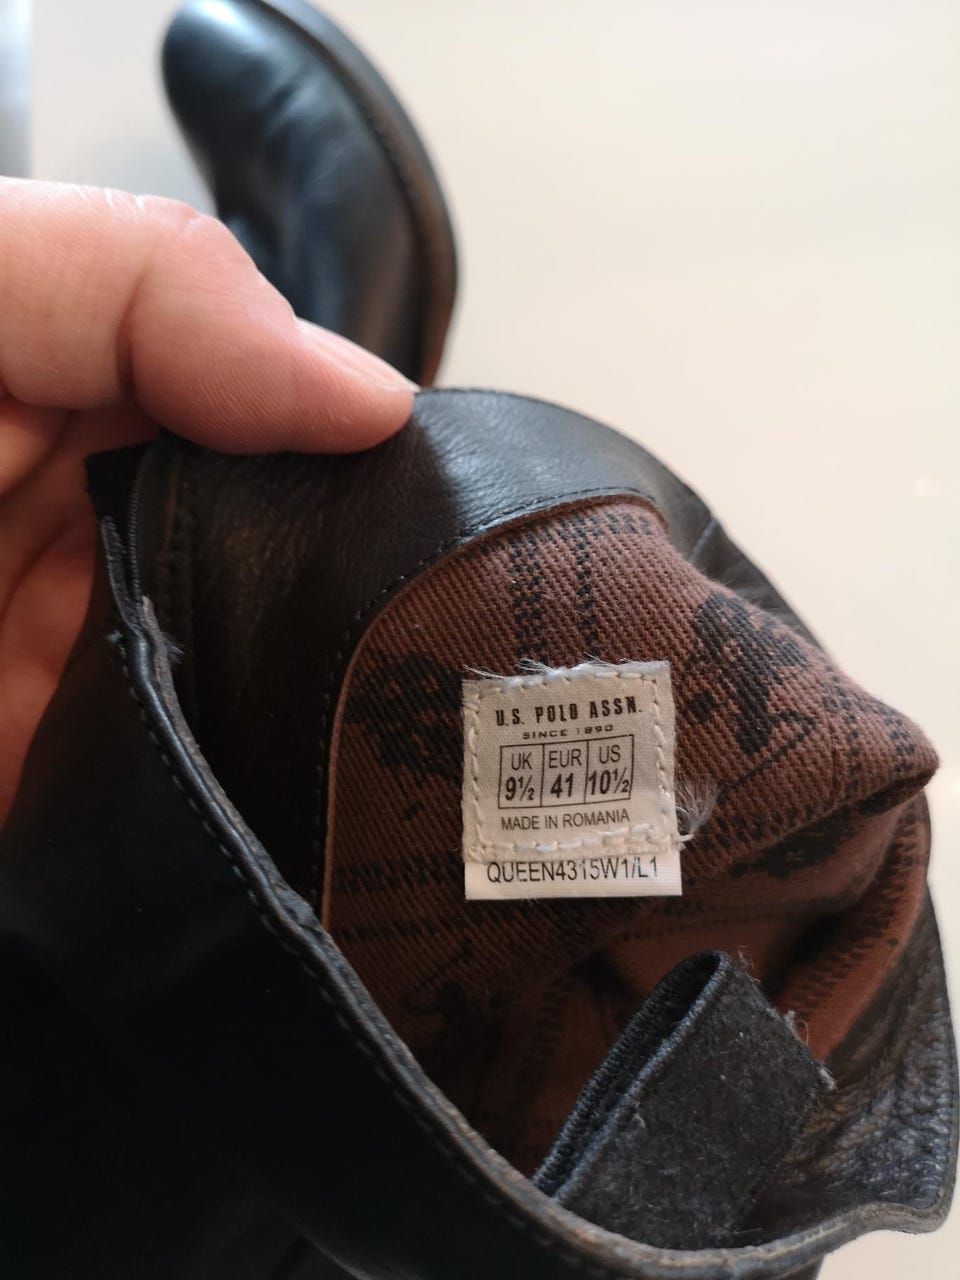 U.S. POLO ASSN.
SINCE 1890
UK EUR US
9½ 41 10½
MADE IN ROMANIA
QUEEN4315W1/L1